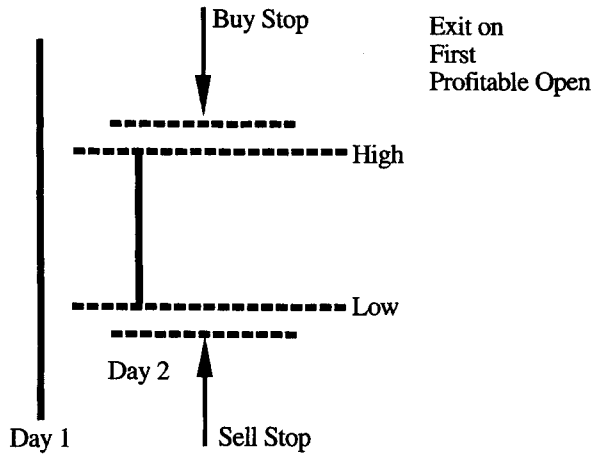 Buy Stop
Exit on
First
Profitable Open
High
Low
Day 2
Day 1
Sell Stop